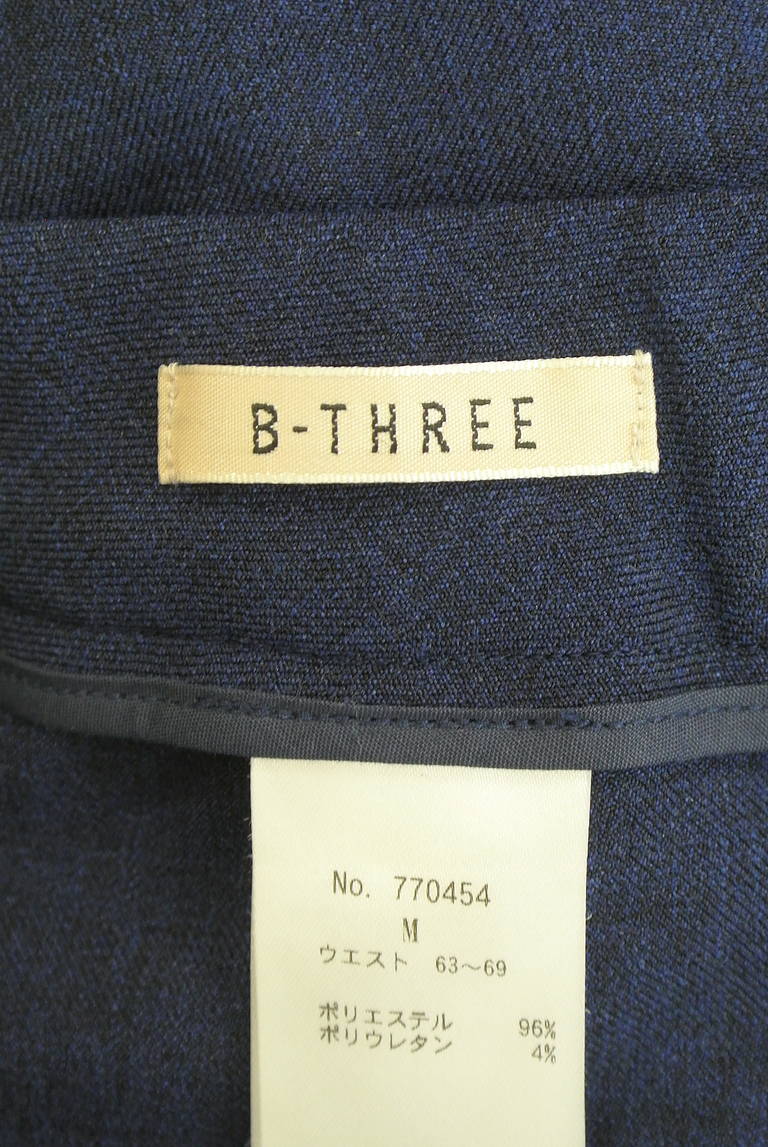 B-THREE
No. 770454
M
ウエスト 63～69
ポリエステル 96%
ポリウレタン 4%